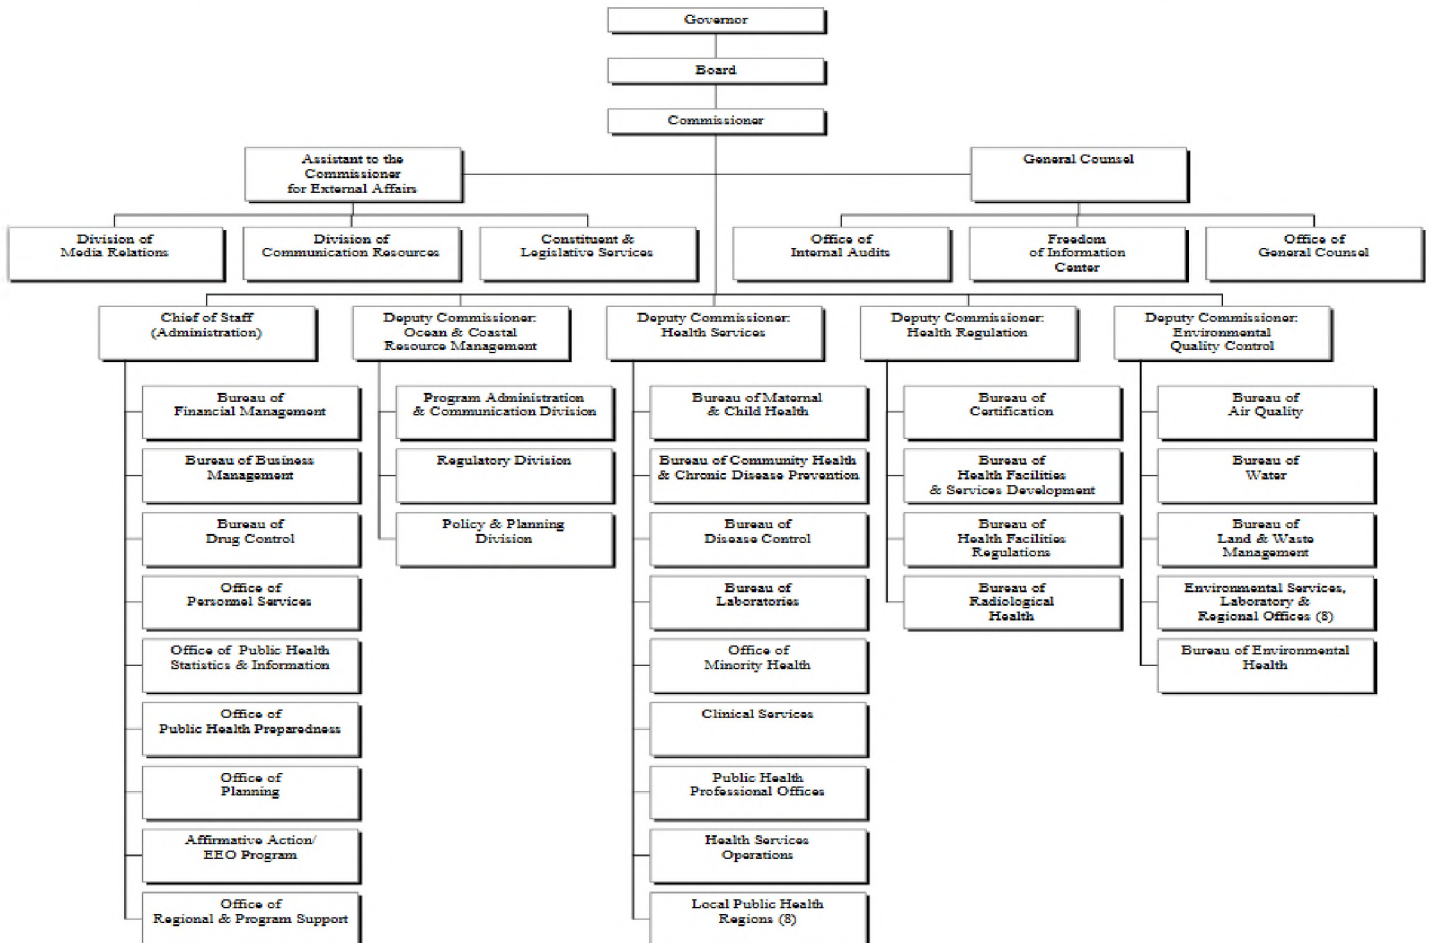 Governor
Board
Commissioner
Assistant to the
Commissioner
for External Affairs
General Counsel
Division of
Media Relations
Division of
Communication Resources
Constituent &
Legislative Services
Office of
Internal Audits
Freedom
of Information
Center
Office of
General Counsel
Chief of Staff
(Administration)
Deputy Commissioner:
Ocean & Coastal
Resource Management
Deputy Commissioner:
Health Services
Deputy Commissioner:
Health Regulation
Deputy Commissioner:
Environmental
Quality Control
Bureau of
Financial Management
Bureau of Business
Management
Bureau of
Drug Control
Office of
Personnel Services
Office of Public Health
Statistics & Information
Office of
Public Health Preparedness
Office of
Planning
Affirmative Action/
EEO Program
Office of
Regional & Program Support
Program Administration
& Communication Division
Regulatory Division
Policy & Planning
Division
Bureau of Maternal
& Child Health
Bureau of Community Health
& Chronic Disease Prevention
Bureau of
Disease Control
Bureau of
Laboratories
Office of
Minority Health
Clinical Services
Public Health
Professional Offices
Health Services
Operations
Local Public Health
Regions (8)
Bureau of
Certification
Bureau of
Health Facilities
& Services Development
Bureau of
Health Facilities
Regulations
Bureau of
Radiological
Health
Bureau of
Air Quality
Bureau of
Water
Bureau of
Land & Waste
Management
Environmental Services,
Laboratory &
Regional Offices (8)
Bureau of Environmental
Health